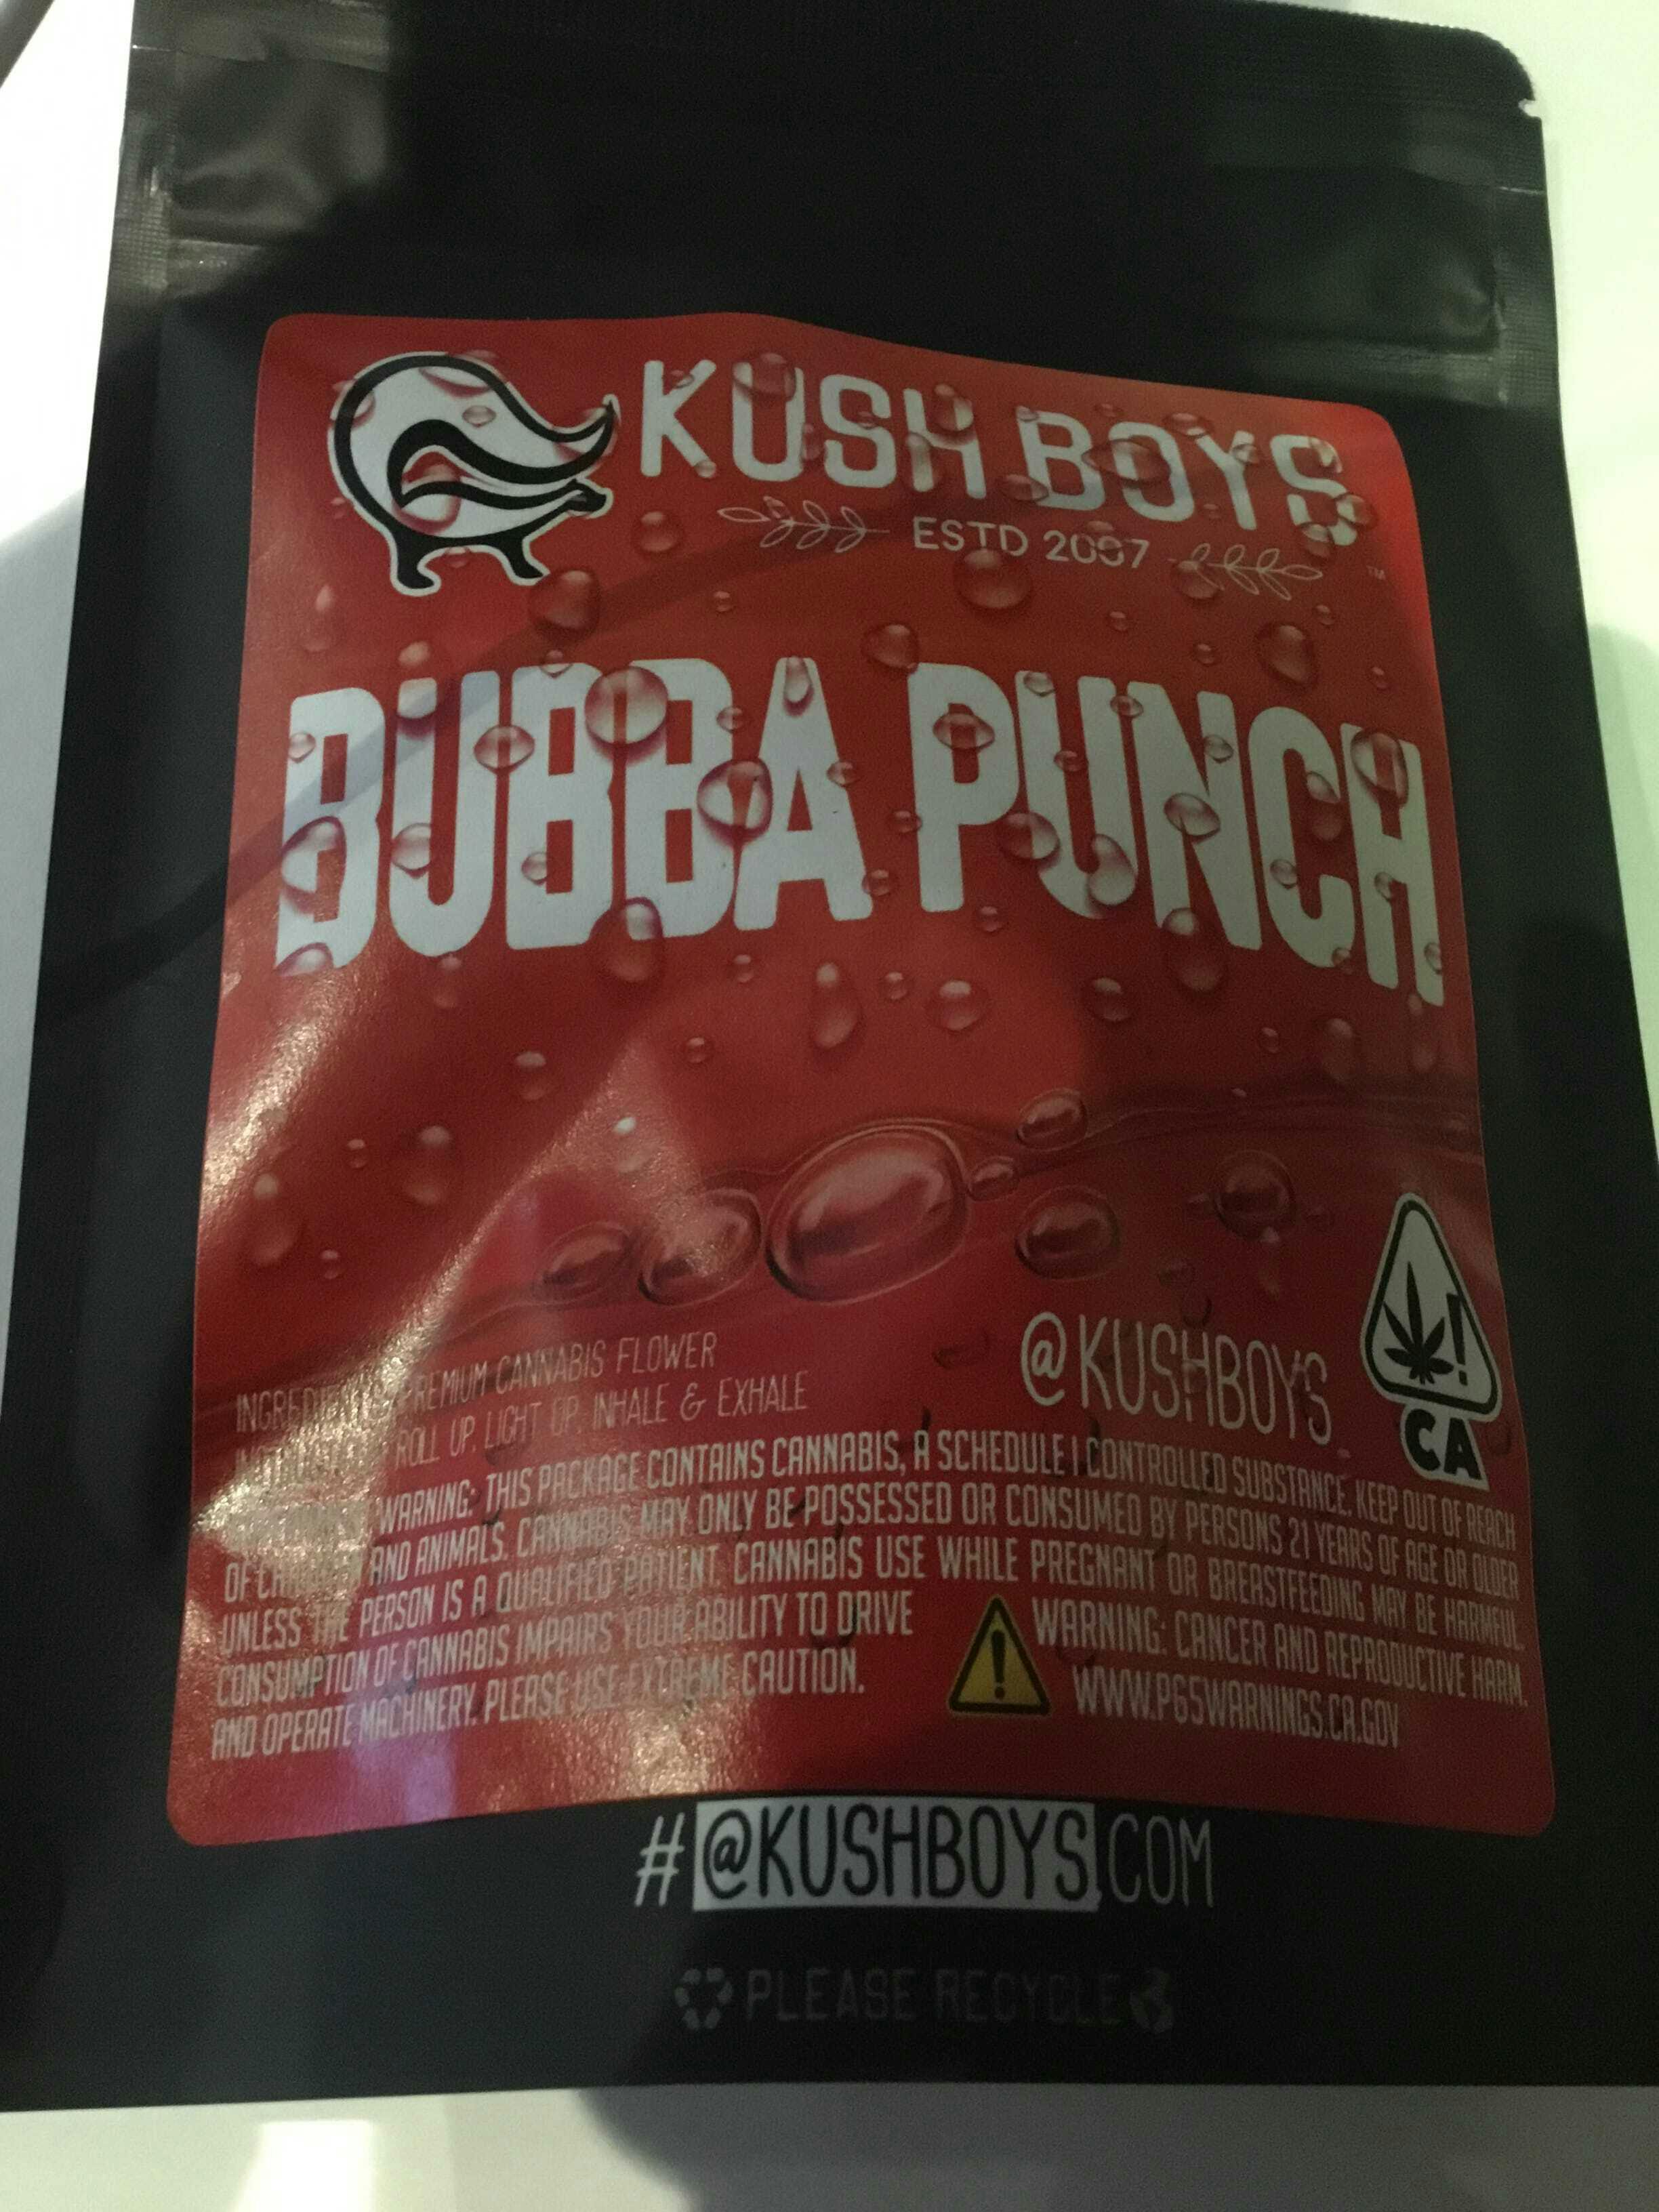 KUSH BOYS
ESTD 2007
TM
BUBBA PUNCH
PREMIUM CANNABIS FLOWER
ROLL UP, LIGHT UP, INHALE & EXHALE
@KUSHBOYS
CA
WARNING: THIS PACKAGE CONTAINS CANNABIS, A SCHEDULE I CONTROLLED SUBSTANCE. KEEP OUT OF REACH
OF AND ANIMALS. CANNABIS MAY ONLY BE POSSESSED OR CONSUMED BY PERSONS 21 YEARS OF AGE OR OLDER
UNLESS THE PERSON IS A QUALIFIED PATIENT. CANNABIS USE WHILE PREGNANT OR BREASTFEEDING MAY BE HARMFUL.
CONSUMPTION OF CANNABIS IMPAIRS YOUR ABILITY TO DRIVE
AND OPERATE MACHINERY. PLEASE USE EXTREME CAUTION.
WARNING: CANCER AND REPRODUCTIVE HARM.
WWW.P65WARNINGS.CA.GOV
#@KUSHBOYS.COM
PLEASE RECYCLE